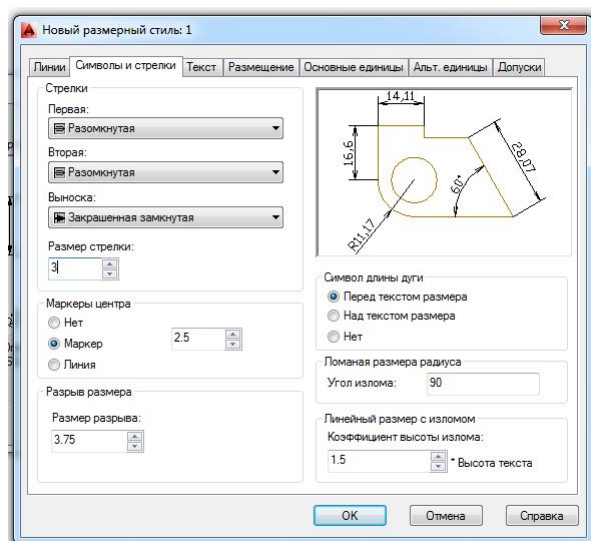 Новый размерный стиль: 1
Линии Символы и стрелки Текст Размещение Основные единицы Альт. единицы Допуски
Стрелки
Первая:
Разомкнутая
Вторая:
Разомкнутая
Выноска:
Закрашенная замкнутая
Размер стрелки:
3
Маркеры центра
Нет
Маркер
2.5
Линия
Разрыв размера
Размер разрыва:
3.75
14,11
16,6
28,07
60°
R11,17
Символ длины дуги
Перед текстом размера
Над текстом размера
Нет
Ломаная размера радиуса
Угол излома: 90
Линейный размер с изломом
Коэффициент высоты излома:
1.5 * Высота текста
OK Отмена Справка